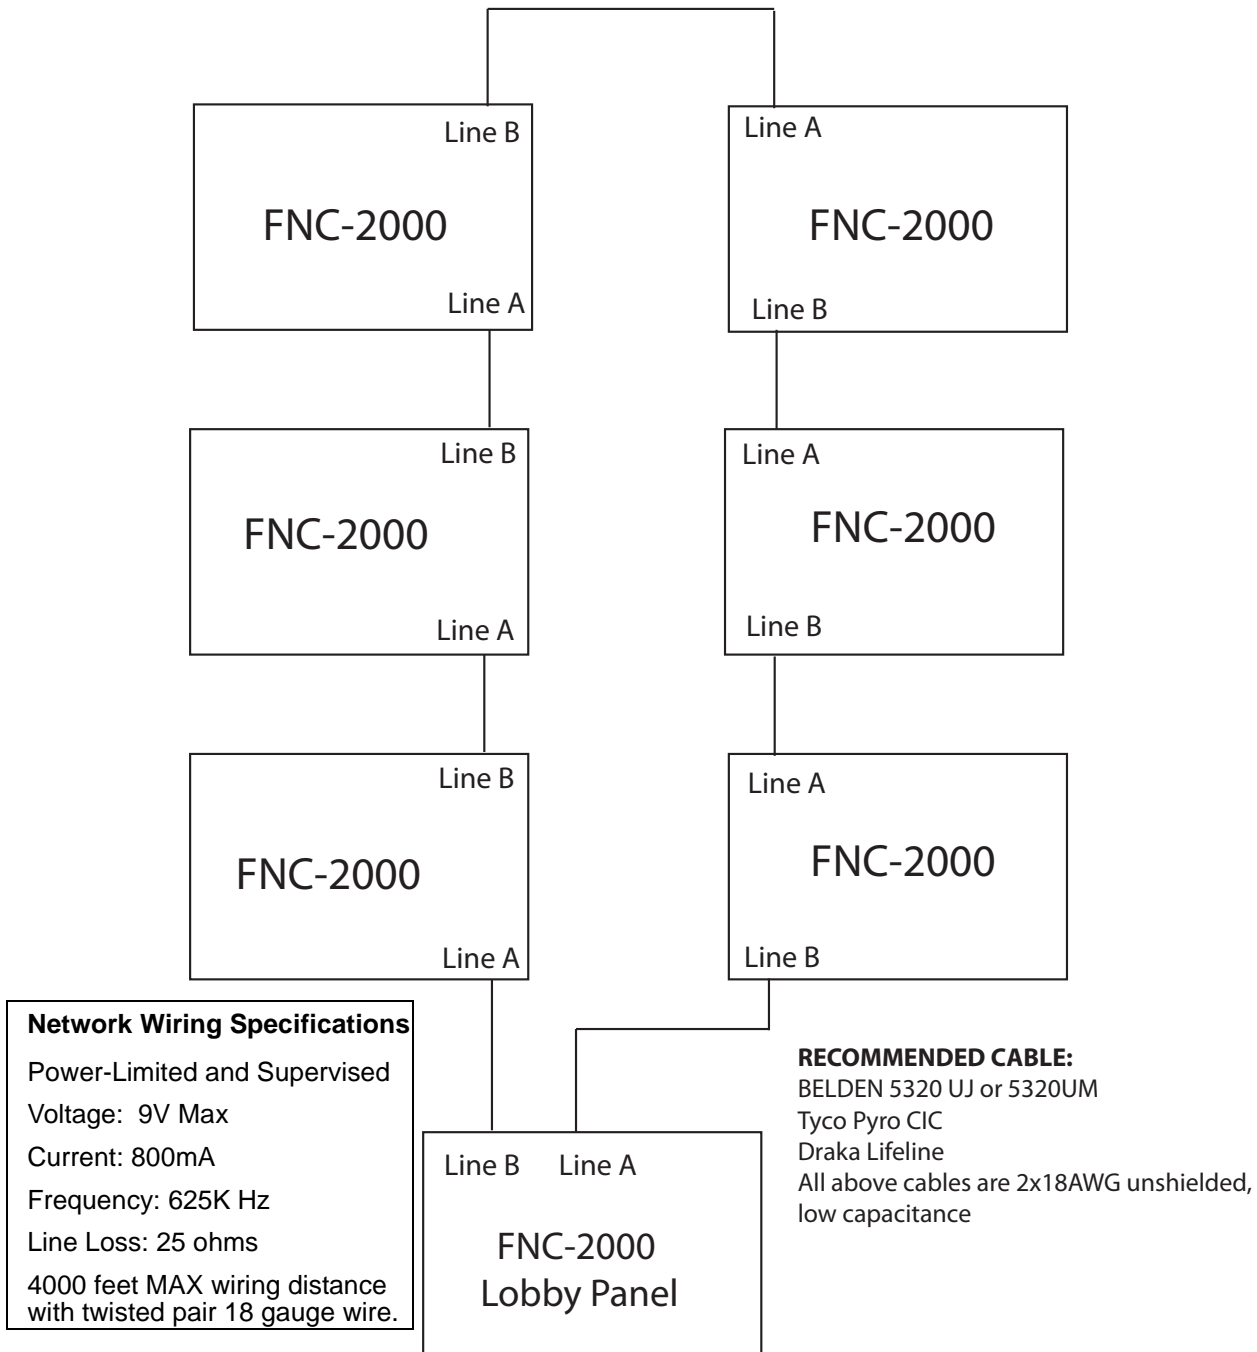 Line B
FNC-2000
Line A
Line A
FNC-2000
Line B
Line B
FNC-2000
Line A
Line A
FNC-2000
Line B
Line B
FNC-2000
Line A
Line A
FNC-2000
Line B
Network Wiring Specifications
Power-Limited and Supervised
Voltage: 9V Max
Current: 800mA
Frequency: 625K Hz
Line Loss: 25 ohms
4000 feet MAX wiring distance
with twisted pair 18 gauge wire.
Line B Line A
FNC-2000
Lobby Panel
RECOMMENDED CABLE:
BELDEN 5320 UJ or 5320UM
Tyco Pyro CIC
Draka Lifeline
All above cables are 2x18AWG unshielded,
low capacitance